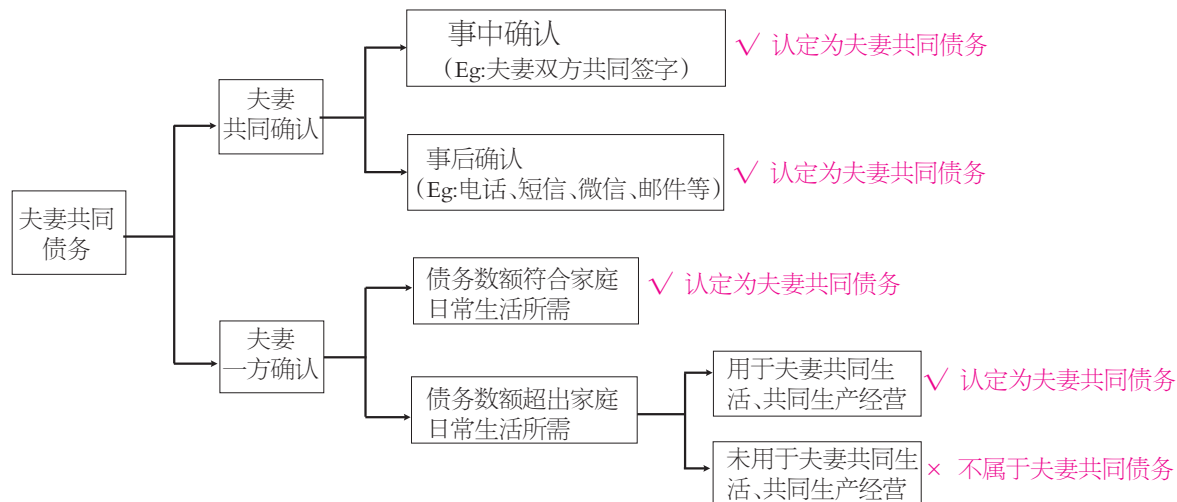 事中确认
（Eg:夫妻双方共同签字）
√ 认定为夫妻共同债务
夫妻
共同确认
事后确认
（Eg:电话、短信、微信、邮件等）
√ 认定为夫妻共同债务
夫妻共同
债务
债务数额符合家庭
日常生活所需
√ 认定为夫妻共同债务
夫妻
一方确认
债务数额超出家庭
日常生活所需
用于夫妻共同生
活、共同生产经营
√ 认定为夫妻共同债务
未用于夫妻共同生
活、共同生产经营
× 不属于夫妻共同债务